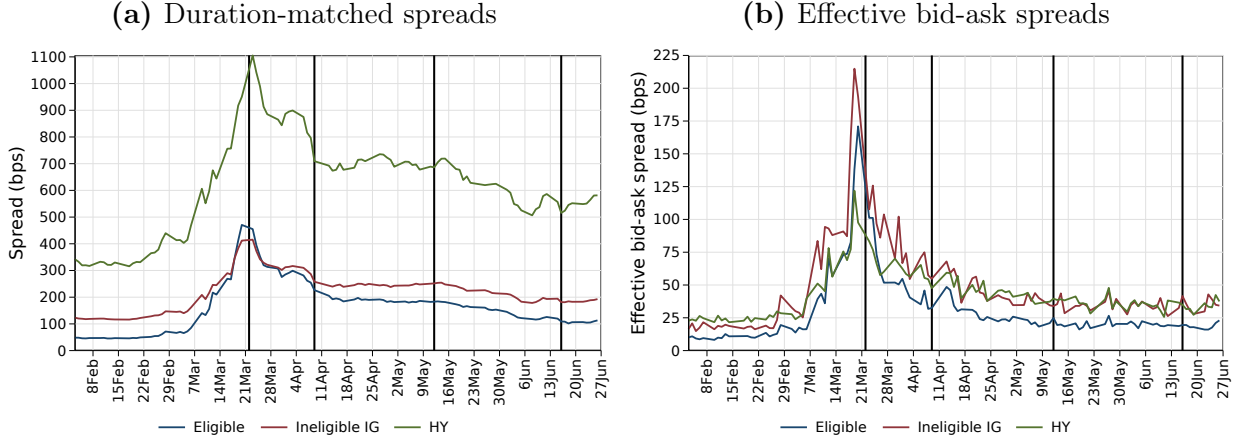 (a) Duration-matched spreads
Spread (bps)
1100
1000
900
800
700
600
500
400
300
200
100
0
8Feb
15Feb
22Feb
29Feb
7Mar
14Mar
21Mar
28Mar
4Apr
11Apr
18Apr
25Apr
2May
9May
16May
23May
30May
6Jun
13Jun
20Jun
27Jun
Eligible
Ineligible IG
HY
(b) Effective bid-ask spreads
Effective bid-ask spread (bps)
225
200
175
150
125
100
75
50
25
0
8Feb
15Feb
22Feb
29Feb
7Mar
14Mar
21Mar
28Mar
4Apr
11Apr
18Apr
25Apr
2May
9May
16May
23May
30May
6Jun
13Jun
20Jun
27Jun
Eligible
Ineligible IG
HY